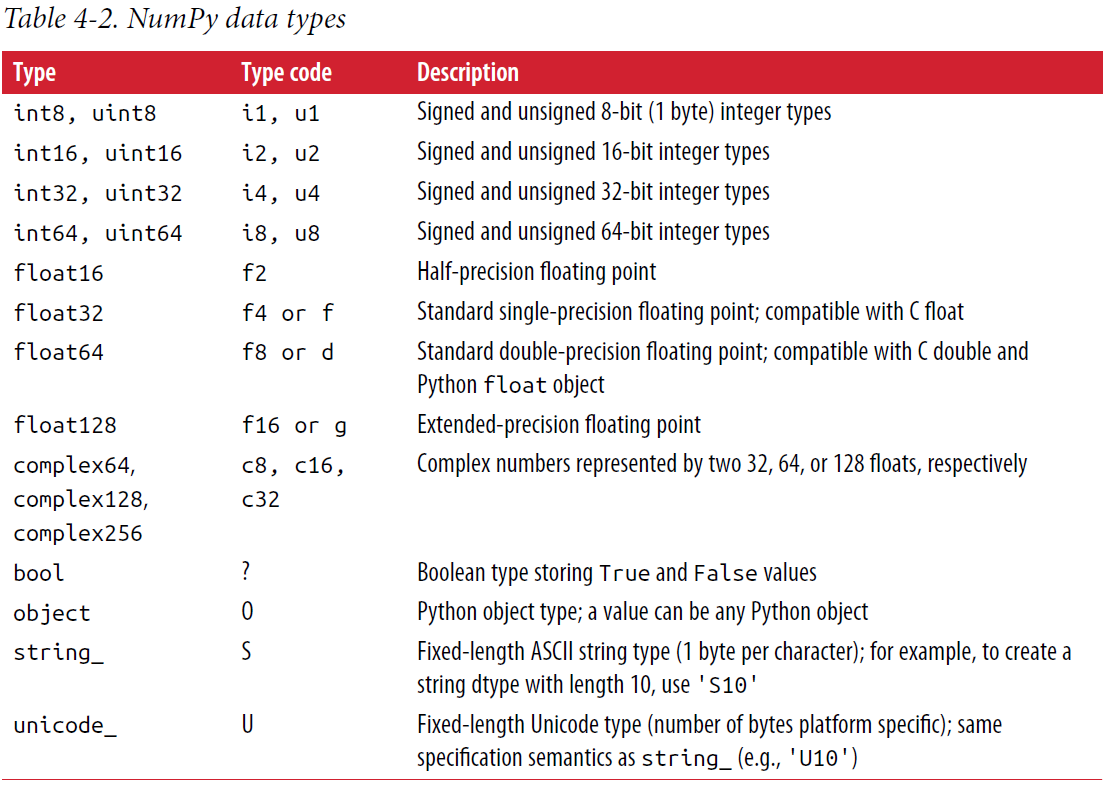 Table 4-2. NumPy data types
Type Type code Description
int8, uint8 i1, u1 Signed and unsigned 8-bit (1 byte) integer types
int16, uint16 i2, u2 Signed and unsigned 16-bit integer types
int32, uint32 i4, u4 Signed and unsigned 32-bit integer types
int64, uint64 i8, u8 Signed and unsigned 64-bit integer types
float16 f2 Half-precision floating point
float32 f4 or f Standard single-precision floating point; compatible with C float
float64 f8 or d Standard double-precision floating point; compatible with C double and
Python float object
float128 f16 or g Extended-precision floating point
complex64, c8, c16, Complex numbers represented by two 32, 64, or 128 floats, respectively
complex128, c32
complex256
bool ? Boolean type storing True and False values
object O Python object type; a value can be any Python object
string_ S Fixed-length ASCII string type (1 byte per character); for example, to create a
string dtype with length 10, use 'S10'
unicode_ U Fixed-length Unicode type (number of bytes platform specific); same
specification semantics as string_ (e.g., 'U10')